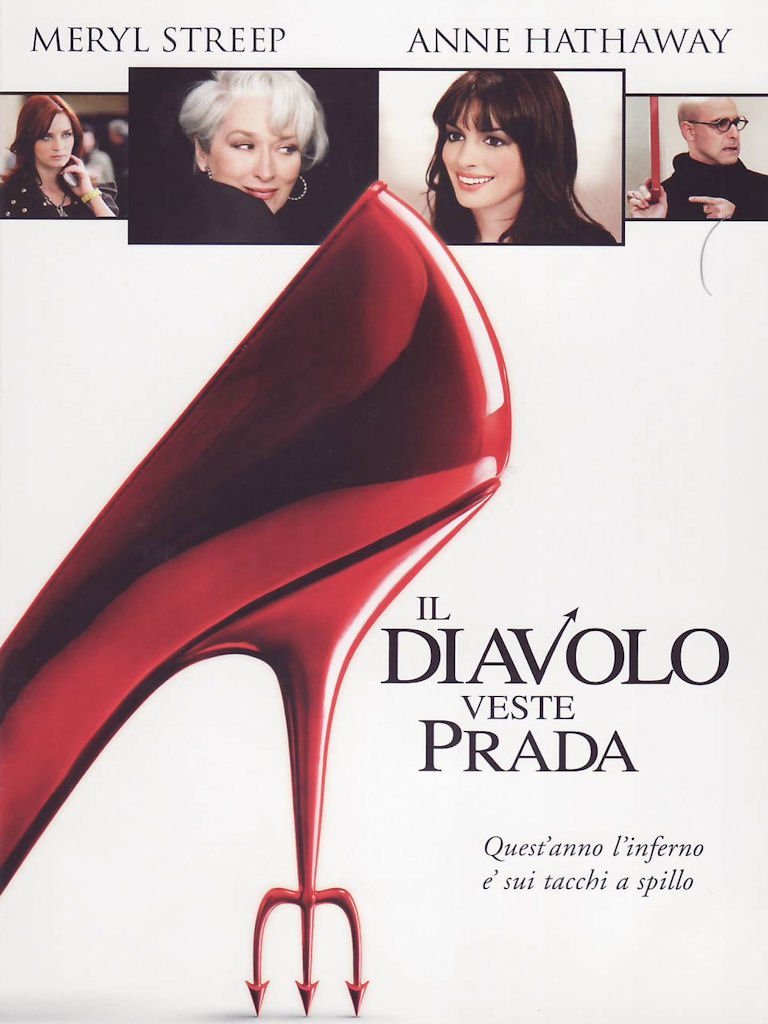 MERYL STREEP ANNE HATHAWAY
IL
DIAVOLO
VESTE
PRADA
Quest'anno l'inferno
e' sui tacchi a spillo